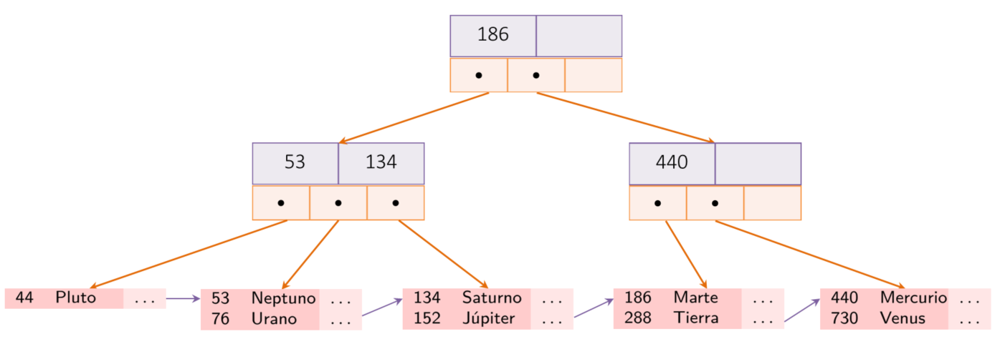 186
53 134
440
44 Pluto ...
53 Neptuno ...
76 Urano ...
134 Saturno ...
152 Júpiter ...
186 Marte ...
288 Tierra ...
440 Mercurio ...
730 Venus ...